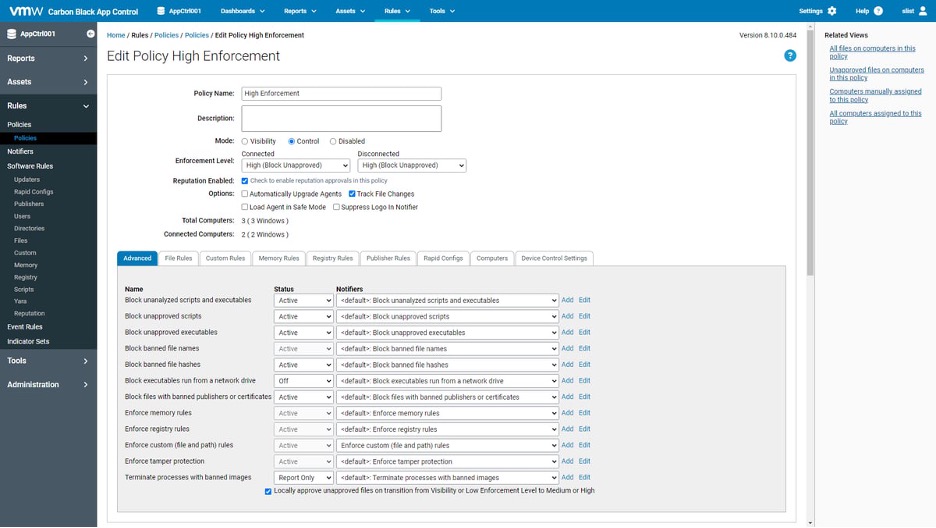 vmw Carbon Black App Control AppCtrl001 Dashboards Reports Assets Rules Tools Settings Help slist
AppCtrl001
Reports
Assets
Rules
Policies
Policies
Notifiers
Software Rules
Updaters
Rapid Configs
Publishers
Users
Directories
Files
Custom
Memory
Registry
Scripts
Yara
Reputation
Event Rules
Indicator Sets
Tools
Administration
Home / Rules / Policies / Policies / Edit Policy High Enforcement Version 8.10.0.484
Edit Policy High Enforcement ?
Policy Name: High Enforcement
Description:
Mode: Visibility Control Disabled
Connected Disconnected
Enforcement Level: High (Block Unapproved) High (Block Unapproved)
Reputation Enabled: Check to enable reputation approvals in this policy
Options: Automatically Upgrade Agents Track File Changes
Load Agent in Safe Mode Suppress Logo In Notifier
Total Computers: 3 ( 3 Windows )
Connected Computers: 2 ( 2 Windows )
Advanced File Rules Custom Rules Memory Rules Registry Rules Publisher Rules Rapid Configs Computers Device Control Settings
Name Status Notifiers
Block unanalyzed scripts and executables Active <default>: Block unanalyzed scripts and executables Add Edit
Block unapproved scripts Active <default>: Block unapproved scripts Add Edit
Block unapproved executables Active <default>: Block unapproved executables Add Edit
Block banned file names Active <default>: Block banned file names Add Edit
Block banned file hashes Active <default>: Block banned file hashes Add Edit
Block executables run from a network drive Off <default>: Block executables run from a network drive Add Edit
Block files with banned publishers or certificates Active <default>: Block files with banned publishers or certificates Add Edit
Enforce memory rules Active <default>: Enforce memory rules Add Edit
Enforce registry rules Active <default>: Enforce registry rules Add Edit
Enforce custom (file and path) rules Active Enforce custom (file and path) rules Add Edit
Enforce tamper protection Active <default>: Enforce tamper protection Add Edit
Terminate processes with banned images Report Only <default>: Terminate processes with banned images Add Edit
Locally approve unapproved files on transition from Visibility or Low Enforcement Level to Medium or High
Related Views
All files on computers in this
policy
Unapproved files on computers
in this policy
Computers manually assigned
to this policy
All computers assigned to this
policy